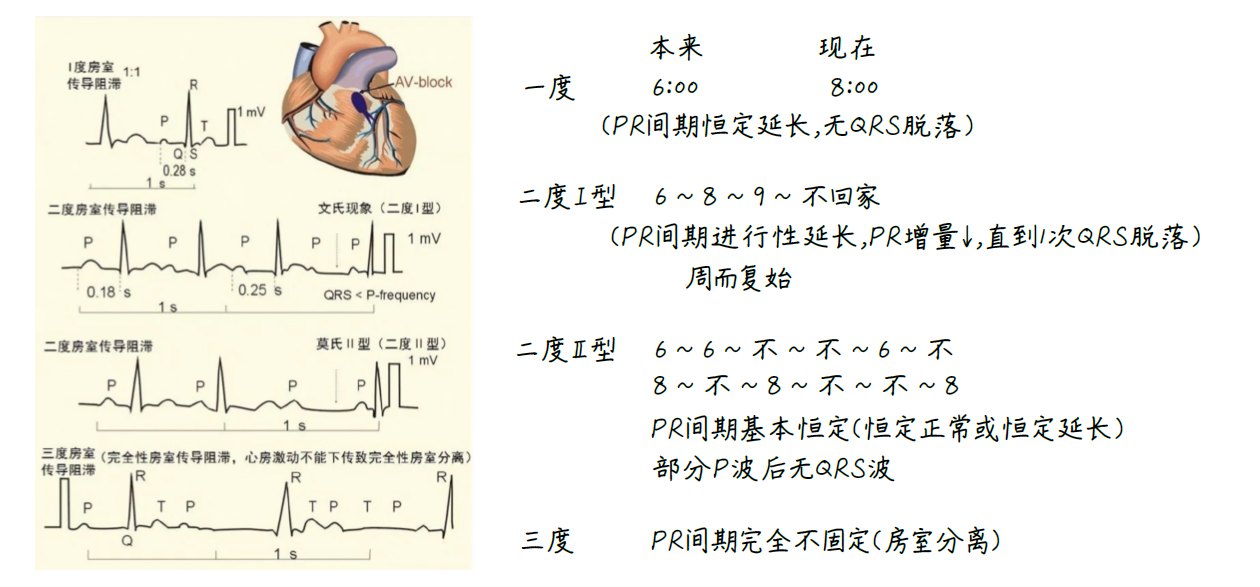 I度房室
传导阻滞
1:1
R
P
T
Q S
1 mV
0.28 s
1 s
AV-block
二度房室传导阻滞
文氏现象（二度I型）
P
P
P
P
P
1 mV
0.18 s
0.25 s
QRS < P-frequency
1 s
二度房室传导阻滞
莫氏II型（二度II型）
1 mV
P
P
P
P
1 s
三度房室
传导阻滞
(完全性房室传导阻滞，心房激动不能下传致完全性房室分离)
P
R
T
P
R
T
P
T
P
R
Q
1 s
本来 现在
一度 6:00 8:00
(PR间期恒定延长,无QRS脱落)
二度I型 6~8~9~不回家
(PR间期进行性延长,PR增量↓,直到1次QRS脱落)
周而复始
二度II型 6~6~不~不~6~不
8~不~8~不~不~8
PR间期基本恒定(恒定正常或恒定延长)
部分P波后无QRS波
三度 PR间期完全不固定(房室分离)